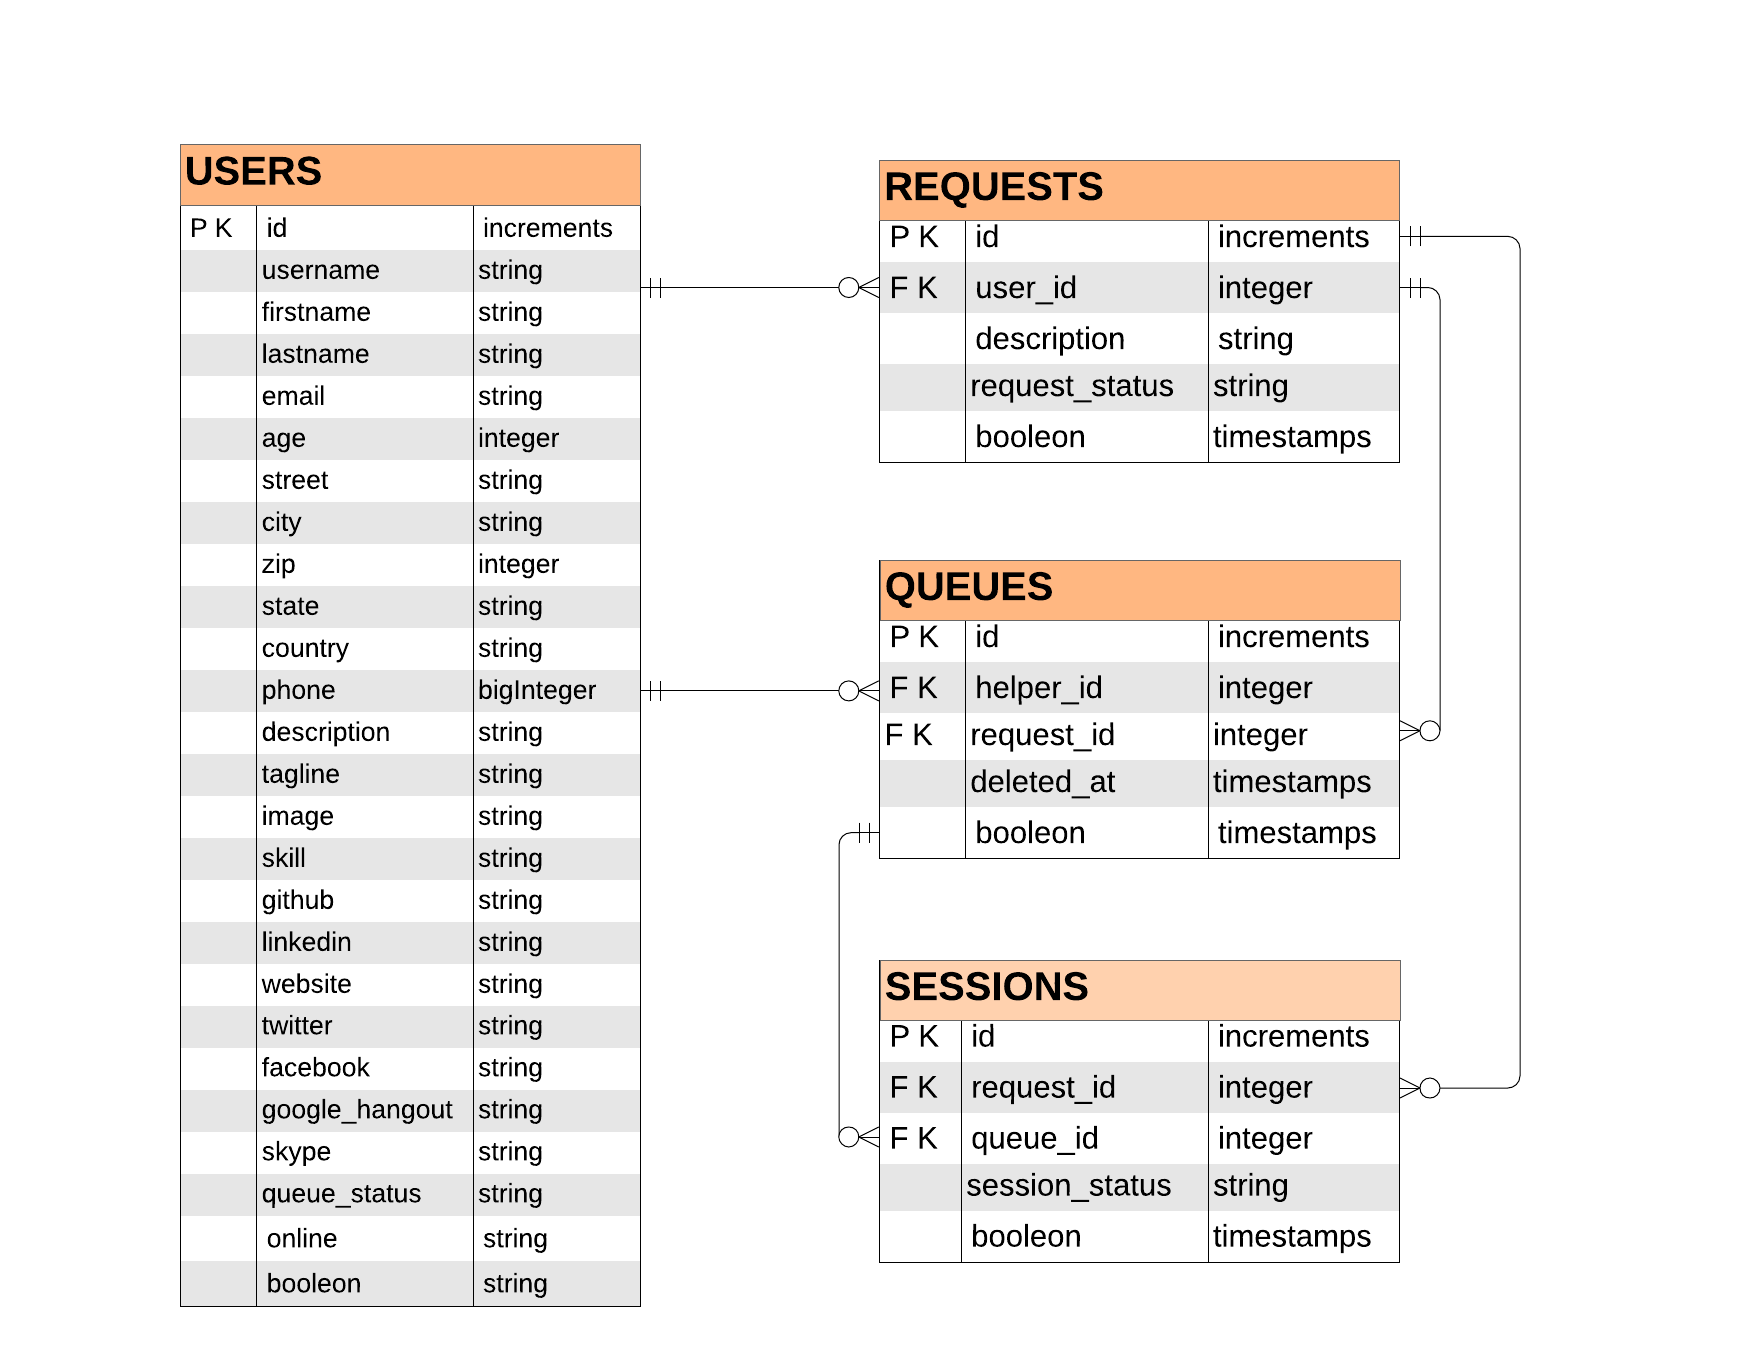 USERS
P K id increments
username string
firstname string
lastname string
email string
age integer
street string
city string
zip integer
state string
country string
phone bigInteger
description string
tagline string
image string
skill string
github string
linkedin string
website string
twitter string
facebook string
google_hangout string
skype string
queue_status string
online string
booleon string
REQUESTS
P K id increments
F K user_id integer
description string
request_status string
booleon timestamps
QUEUES
P K id increments
F K helper_id integer
F K request_id integer
deleted_at timestamps
booleon timestamps
SESSIONS
P K id increments
F K request_id integer
F K queue_id integer
session_status string
booleon timestamps